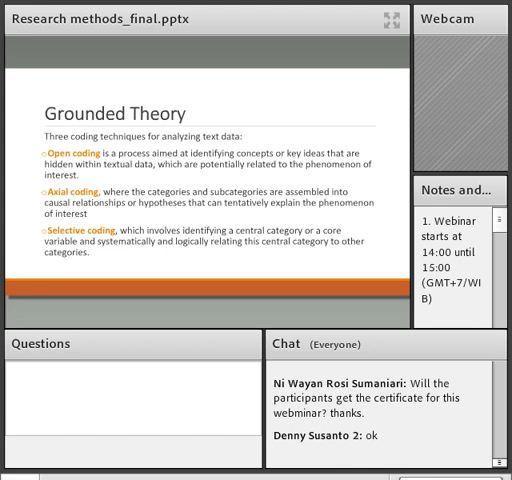 Research methods_final.pptx
Webcam
Grounded Theory
Three coding techniques for analyzing text data:
Open coding is a process aimed at identifying concepts or key ideas that are
hidden within textual data, which are potentially related to the phenomenon of
interest.
Axial coding, where the categories and subcategories are assembled into
causal relationships or hypotheses that can tentatively explain the phenomenon
of interest
Selective coding, which involves identifying a central category or a core
variable and systematically and logically relating this central category to other
categories.
Notes and...
1. Webinar
starts at
14:00 until
15:00
(GMT+7/WI
B)
Questions
Chat (Everyone)
Ni Wayan Rosi Sumaniari: Will the
participants get the certificate for this
webminar? thanks.
Denny Susanto 2: ok